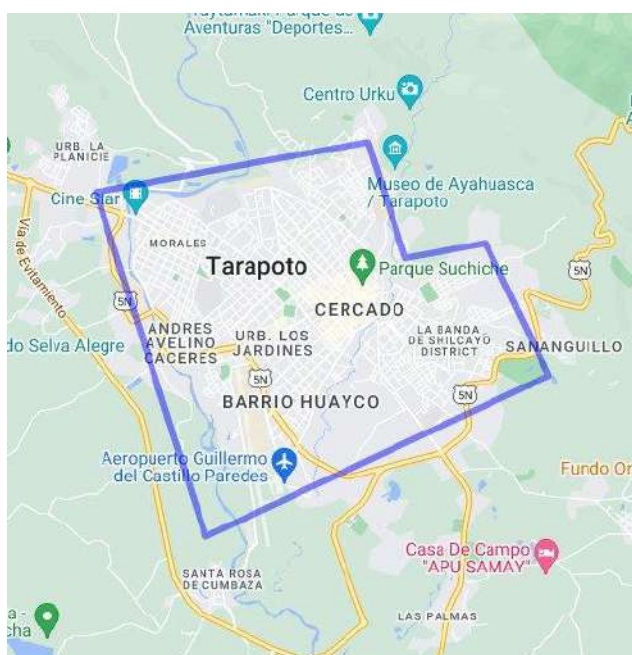 Aventuras "Deportes...
Centro Urku
URB. LA
PLANICIE
Museo de Ayahuasca
/ Tarapoto
Cine Star
Vía de Evitamiento
MORALES
Tarapoto
Parque Suchiche
5N
5N
CERCADO
LA BANDA
DE SHILCAYO
DISTRICT
ANDRES
AVELINO
CACERES
URB. LOS
JARDINES
do Selva Alegre
SANANGUILLO
5N
5N
BARRIO HUAYCO
Aeropuerto Guillermo
del Castillo Paredes
Fundo Or
Casa De Campo
"APU SAMAY"
SANTA ROSA
DE CUMBAZA
LAS PALMAS
a -
cha